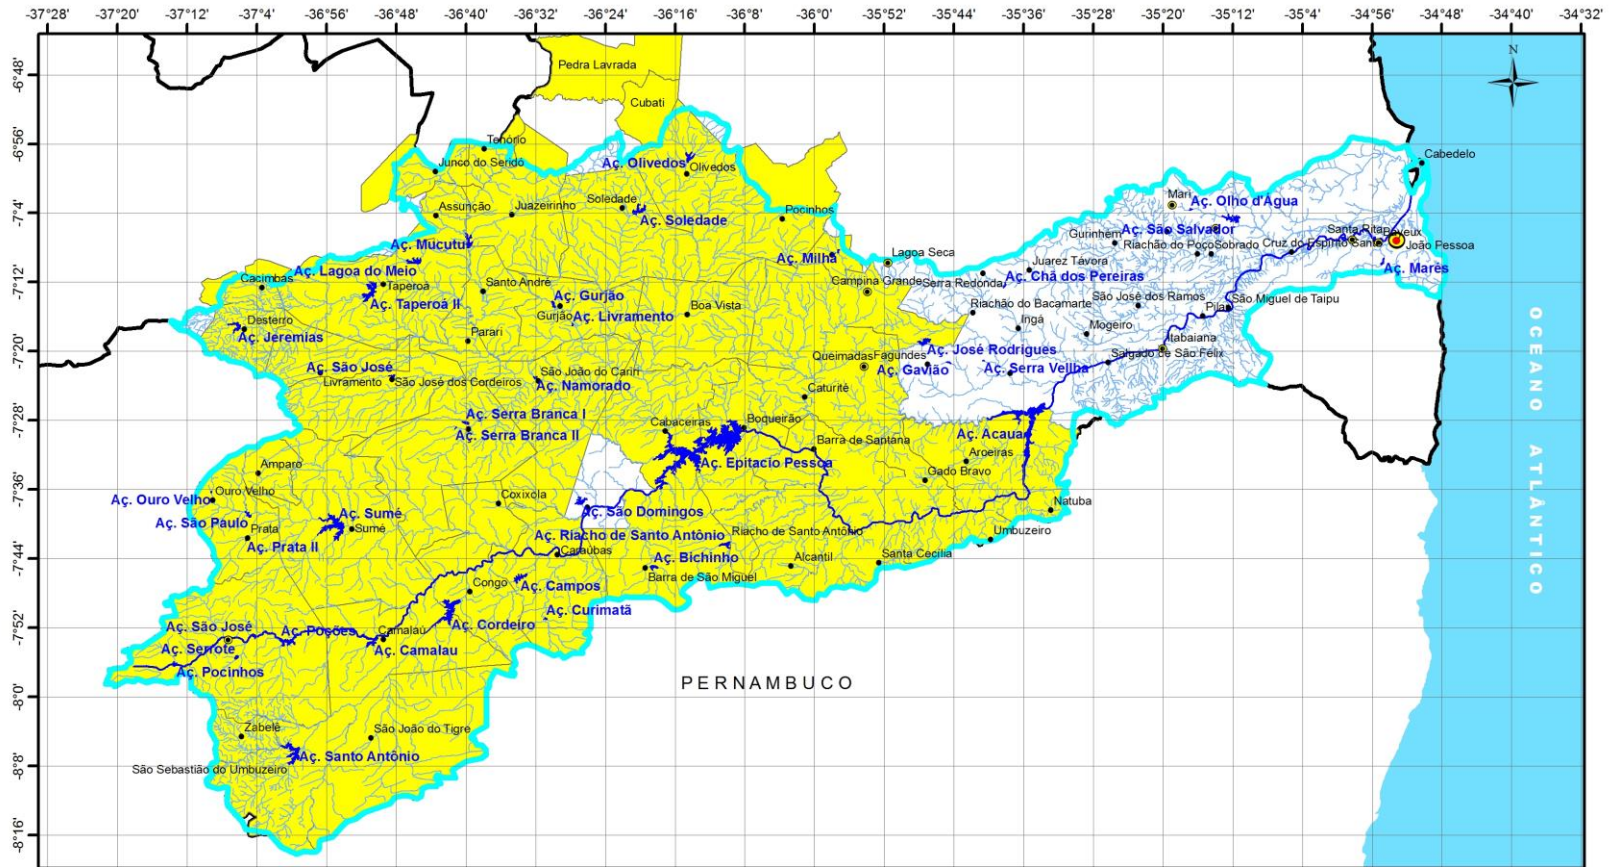 -37°28' -37°20' -37°12' -37°4' -36°56' -36°48' -36°40' -36°32' -36°24' -36°16' -36°8' -36°0' -35°52' -35°44' -35°36' -35°28' -35°20' -35°12' -35°4' -34°56' -34°48' -34°40' -34°32'
N
-6°48'
Pedra Lavrada
Cubati
-6°56'
Tenório
Junco do Seridó
Aç. Olivedos
Olivedos
Cabedelo
-7°4'
Assunção
Juazeirinho
Soledade
Aç. Soledade
Pocinhos
Mari
Aç. Olho d'Água
Aç. Mucutu
Aç. Milhã
Lagoa Seca
Gurinhém
Aç. São Salvador
Riachão do Poço
Sobrado
Cruz do Espírito Santo
Santa Rita
Bayeux
João Pessoa
-7°12'
Aç. Lagoa do Meio
Cacimbas
Taperoá
Aç. Taperoá II
Santo André
Aç. Gurjão
Gurjão
Aç. Livramento
Boa Vista
Campina Grande
Serra Redonda
Juarez Távora
Aç. Chã dos Pereiras
Riachão do Bacamarte
São José dos Ramos
São Miguel de Taipu
Aç. Marés
Desterro
Aç. Jeremias
Parari
Ingá
Mogeiro
Pilar
-7°20'
Itabaiana
Aç. São José
Livramento
São José dos Cordeiros
São João do Cariri
Aç. Namorado
Queimadas
Fagundes
Aç. José Rodrigues
Aç. Gavião
Aç. Serra Vellha
Salgado de São Félix
Caturité
-7°28'
Aç. Serra Branca I
Aç. Serra Branca II
Cabaceiras
Boqueirão
Barra de Santana
Aç. Acaua
Aroeiras
Amparo
Aç. Epitacio Pessoa
Gado Bravo
-7°36'
Aç. Ouro Velho
Ouro Velho
Aç. São Paulo
Prata
Aç. Prata II
Aç. Sumé
Sumé
Coxixola
Aç. São Domingos
Natuba
Aç. Riacho de Santo Antônio
Riacho de Santo Antônio
Umbuzeiro
-7°44'
Caraúbas
Aç. Bichinho
Barra de São Miguel
Alcantil
Santa Cecília
Congo
Aç. Campos
Aç. Curimatã
-7°52'
Aç. São José
Aç. Poções
Camalaú
Aç. Cordeiro
Aç. Serrote
Aç. Camalau
Aç. Pocinhos
-8°0'
PERNAMBUCO
Zabelê
São João do Tigre
Aç. Santo Antônio
-8°8'
São Sebastião do Umbuzeiro
-8°16'
OCEANO ATLÂNTICO